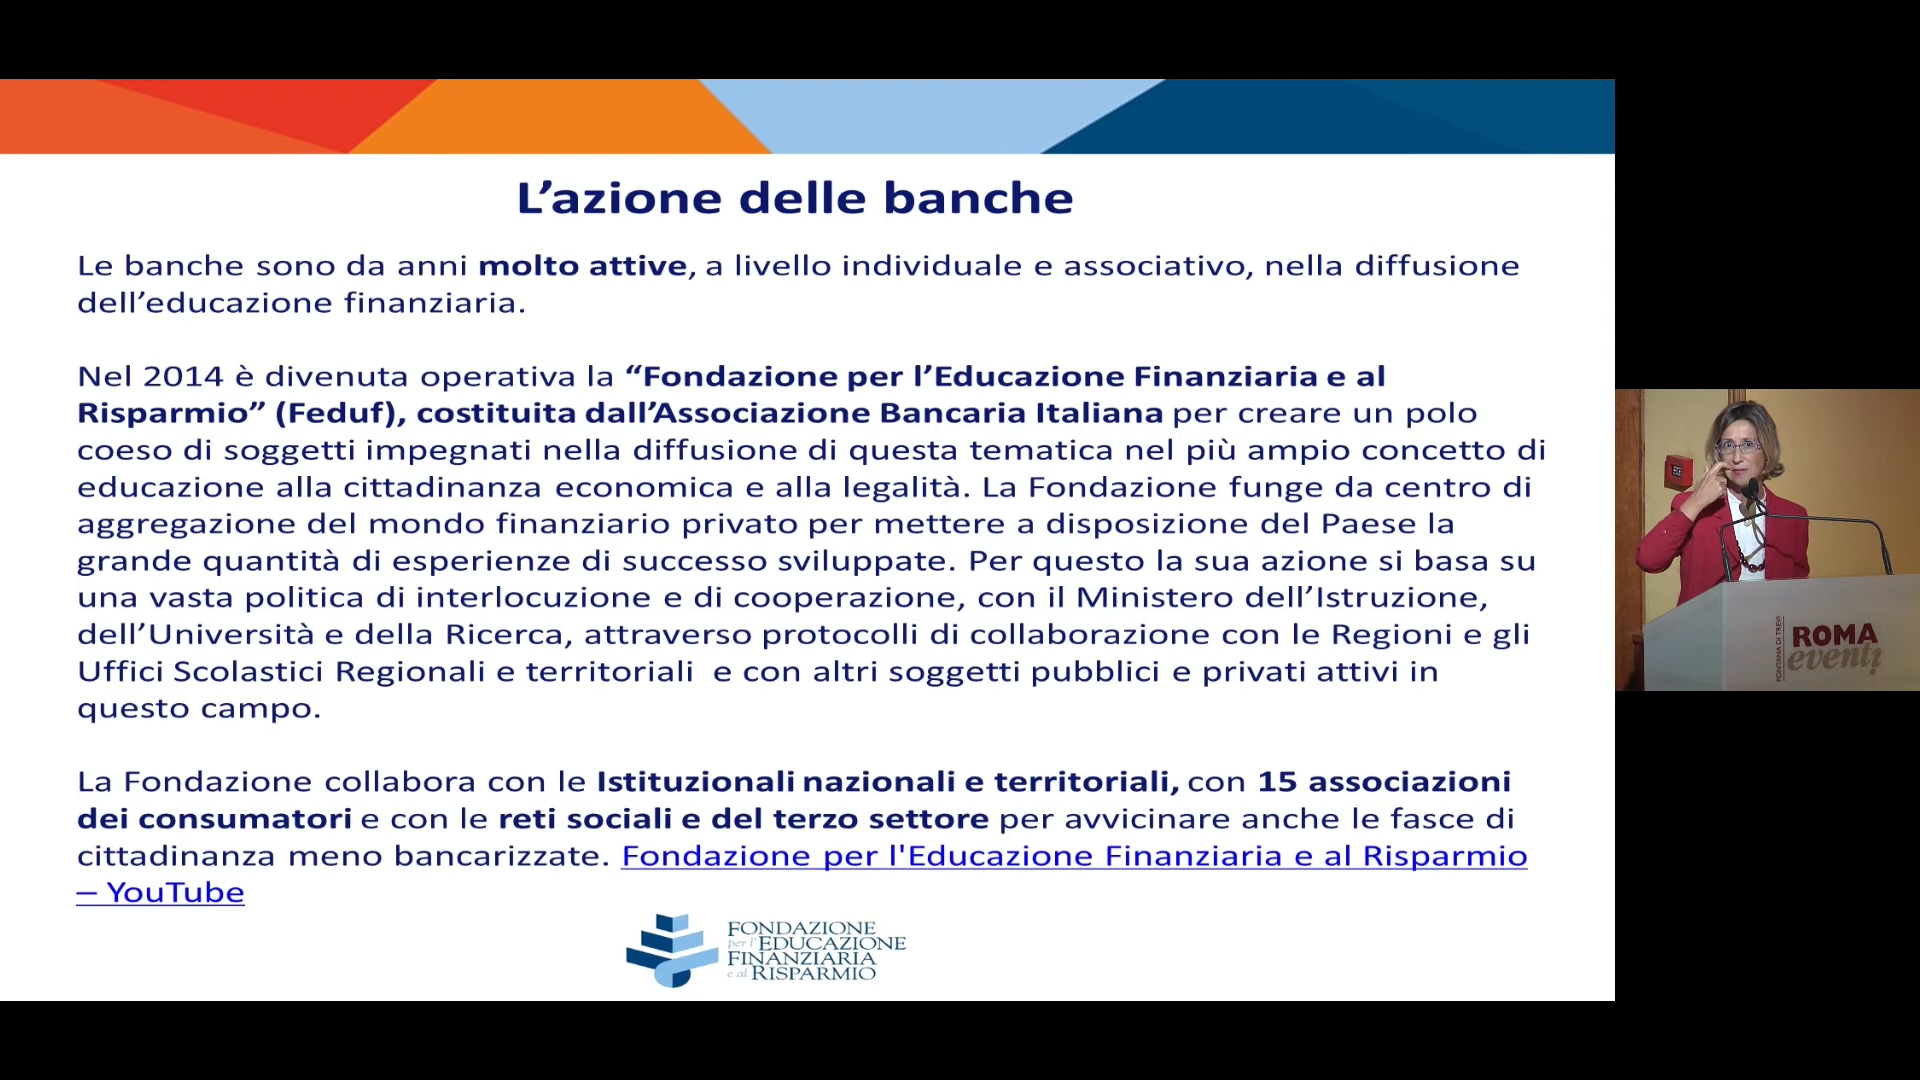 L’azione delle banche
Le banche sono da anni molto attive, a livello individuale e associativo, nella diffusione
dell’educazione finanziaria.
Nel 2014 è divenuta operativa la “Fondazione per l’Educazione Finanziaria e al
Risparmio” (Feduf), costituita dall’Associazione Bancaria Italiana per creare un polo
coeso di soggetti impegnati nella diffusione di questa tematica nel più ampio concetto di
educazione alla cittadinanza economica e alla legalità. La Fondazione funge da centro di
aggregazione del mondo finanziario privato per mettere a disposizione del Paese la
grande quantità di esperienze di successo sviluppate. Per questo la sua azione si basa su
una vasta politica di interlocuzione e di cooperazione, con il Ministero dell’Istruzione,
dell’Università e della Ricerca, attraverso protocolli di collaborazione con le Regioni e gli
Uffici Scolastici Regionali e territoriali  e con altri soggetti pubblici e privati attivi in
questo campo.
La Fondazione collabora con le Istituzionali nazionali e territoriali, con 15 associazioni
dei consumatori e con le reti sociali e del terzo settore per avvicinare anche le fasce di
cittadinanza meno bancarizzate. Fondazione per l'Educazione Finanziaria e al Risparmio
– YouTube
FONDAZIONE
per l'EDUCAZIONE
FINANZIARIA
e al RISPARMIO
FONTANA DI TREVI
ROMA
eventi